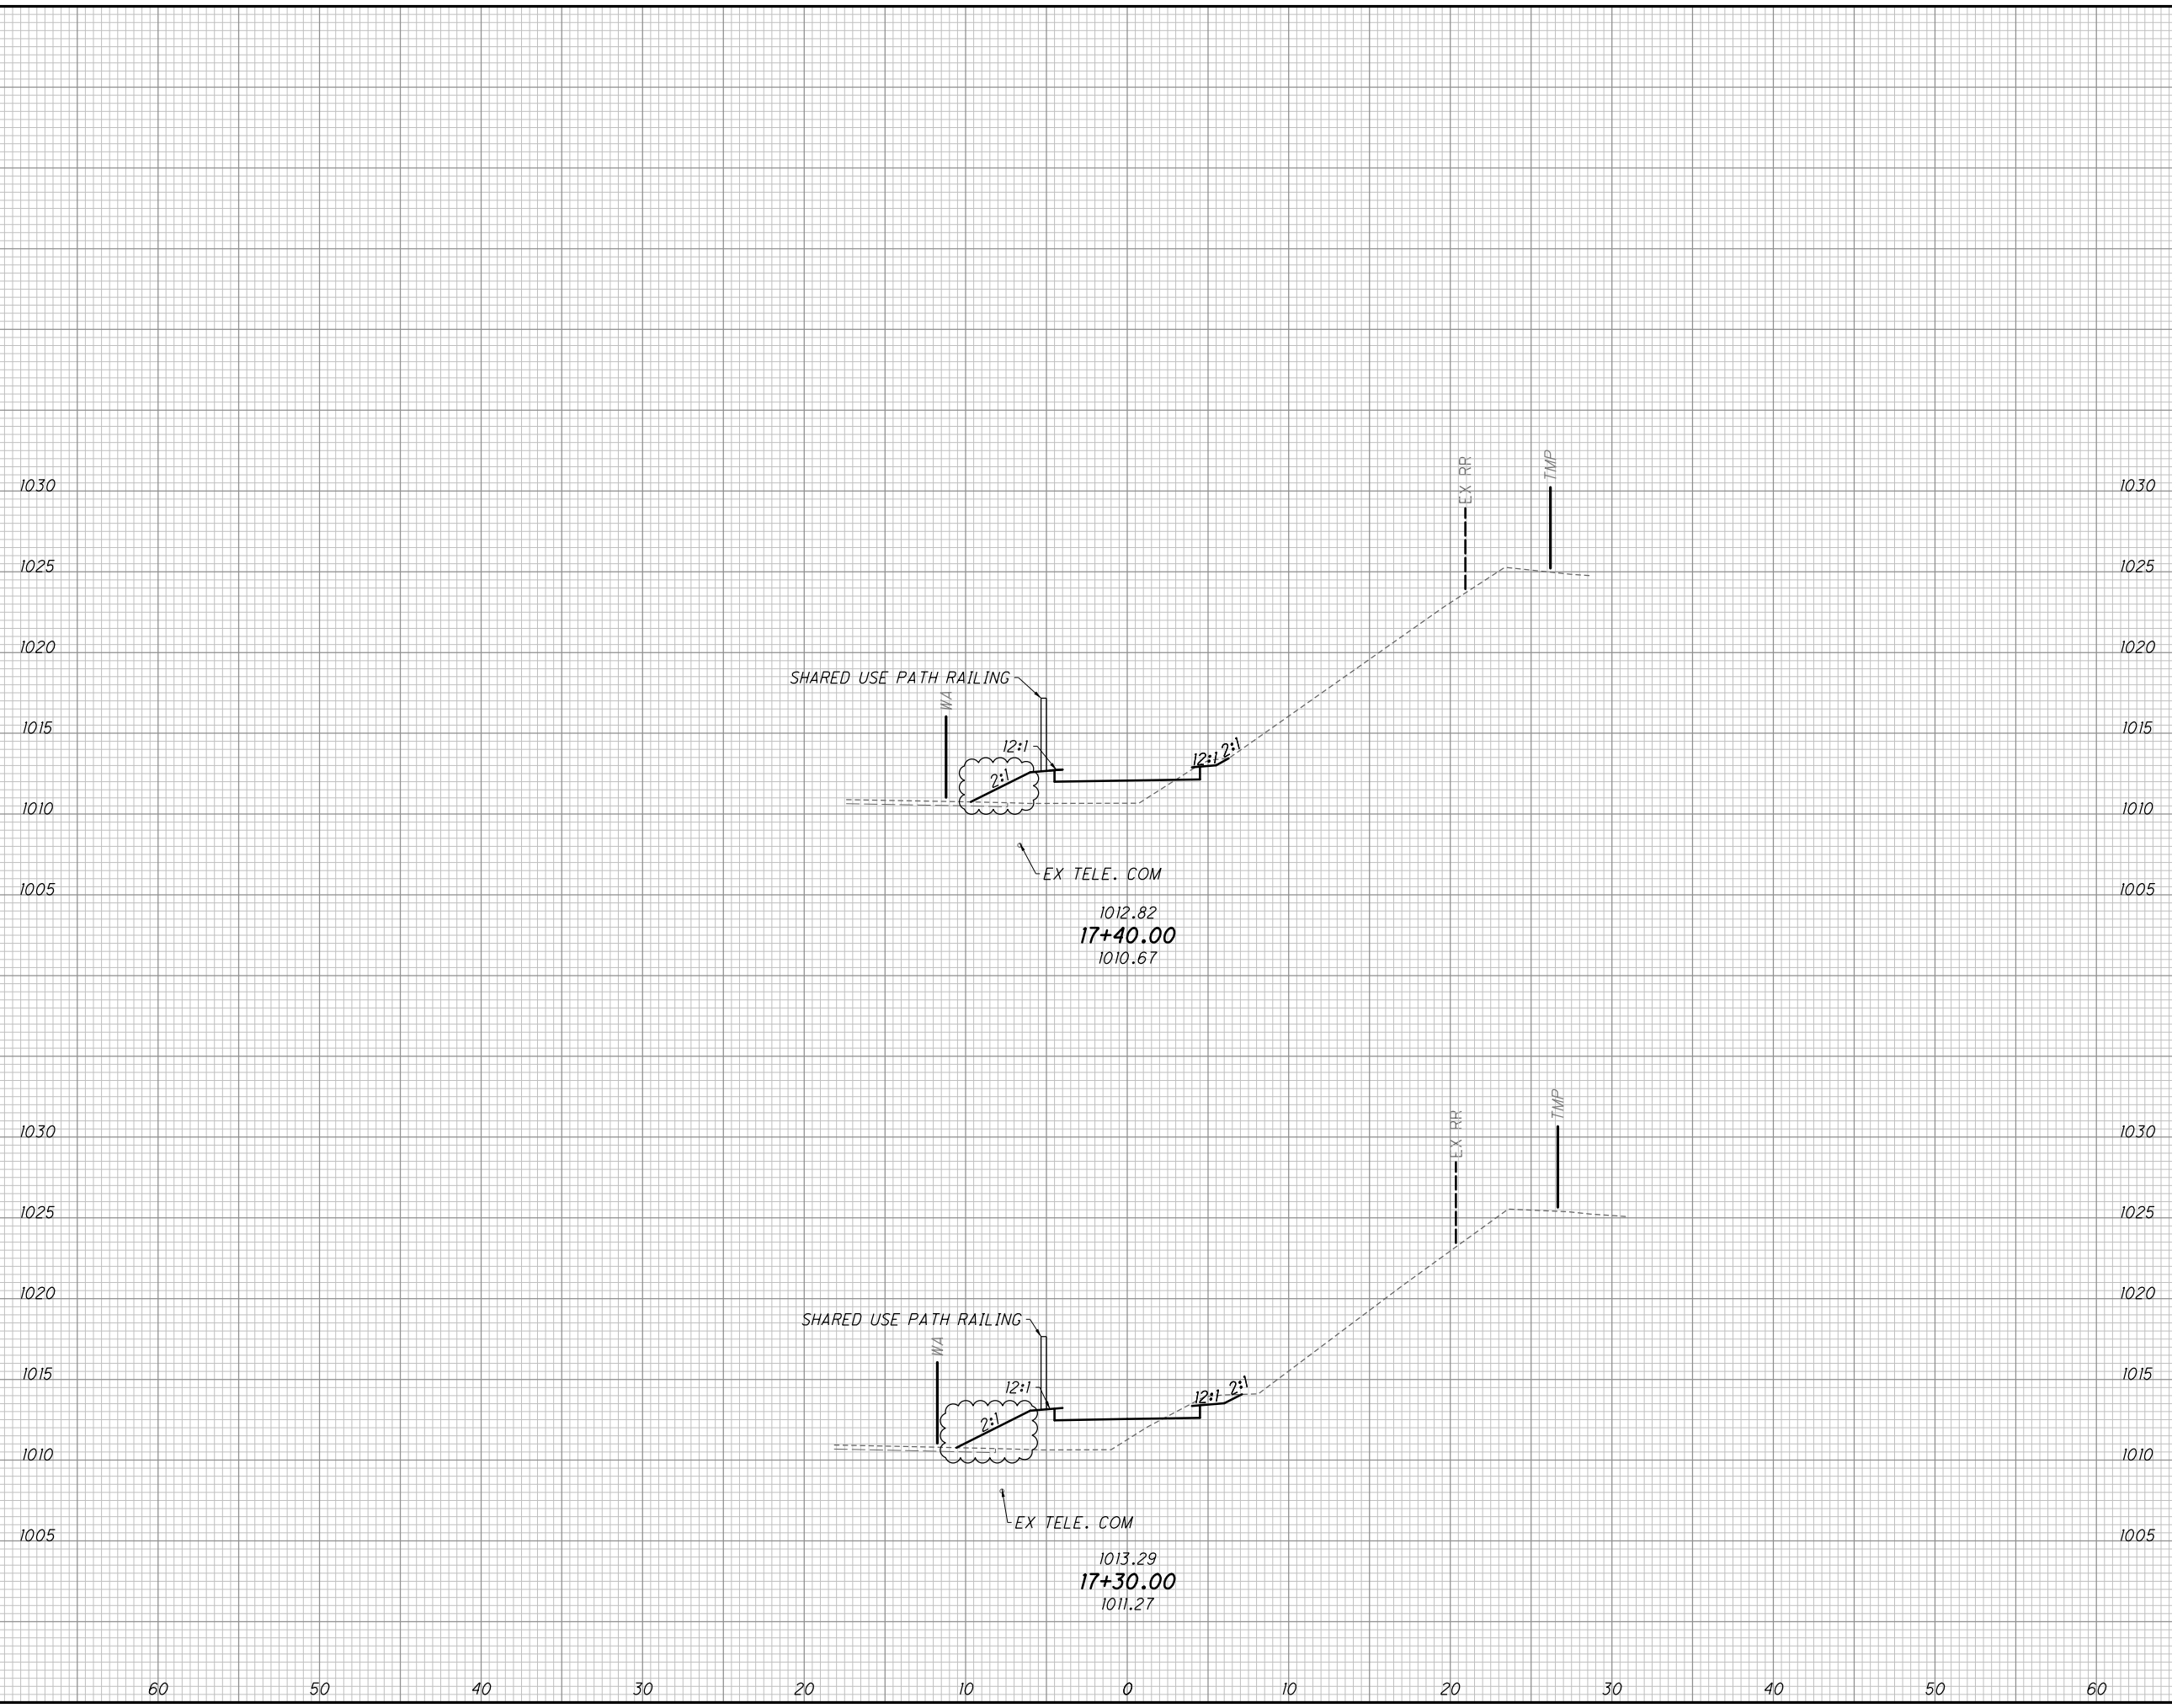 EX RR
TMP
1030 1030
1025 1025
1020 1020
SHARED USE PATH RAILING
WA
1015 1015
12:1
2:1
12:1 2:1
1010 1010
EX TELE. COM
1005 1005
1012.82
17+40.00
1010.67
TMP
EX RR
1030 1030
1025 1025
1020 1020
SHARED USE PATH RAILING
WA
1015 1015
12:1
2:1
12:1 2:1
1010 1010
EX TELE. COM
1005 1005
1013.29
17+30.00
1011.27
60 50 40 30 20 10 0 10 20 30 40 50 60